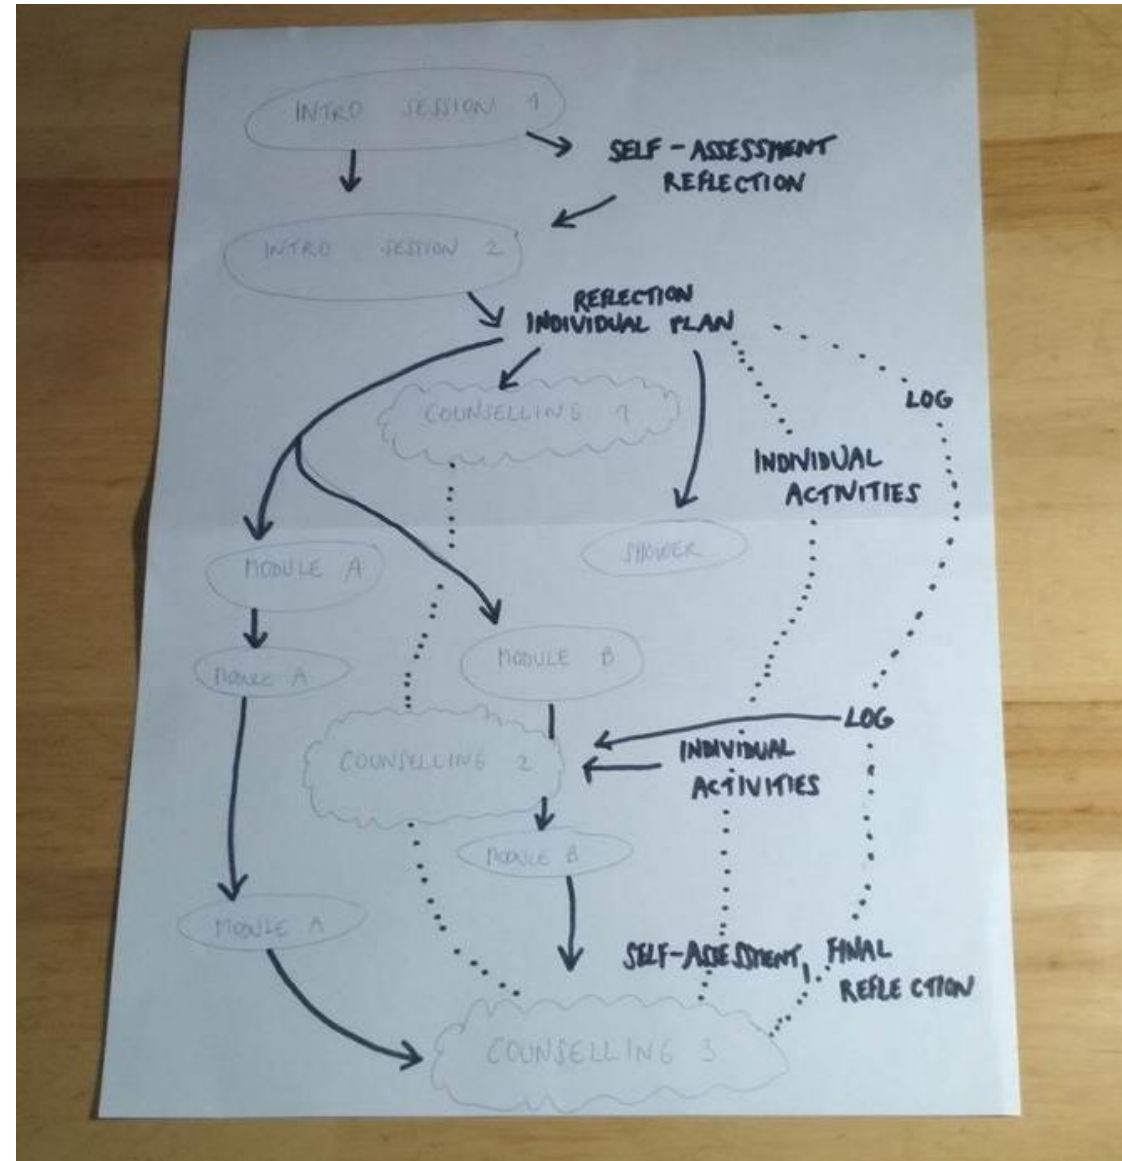 INTRO SESSION 1
SELF-ASSESSMENT
REFLECTION
INTRO SESSION 2
REFLECTION
INDIVIDUAL PLAN
COUNSELLING 1
LOG
INDIVIDUAL
ACTIVITIES
SHOWER
MODULE A
MODULE B
MODULE A
LOG
COUNSELLING 2
INDIVIDUAL
ACTIVITIES
MODULE B
MODULE A
SELF-ASSESSMENT, FINAL
REFLECTION
COUNSELLING 3